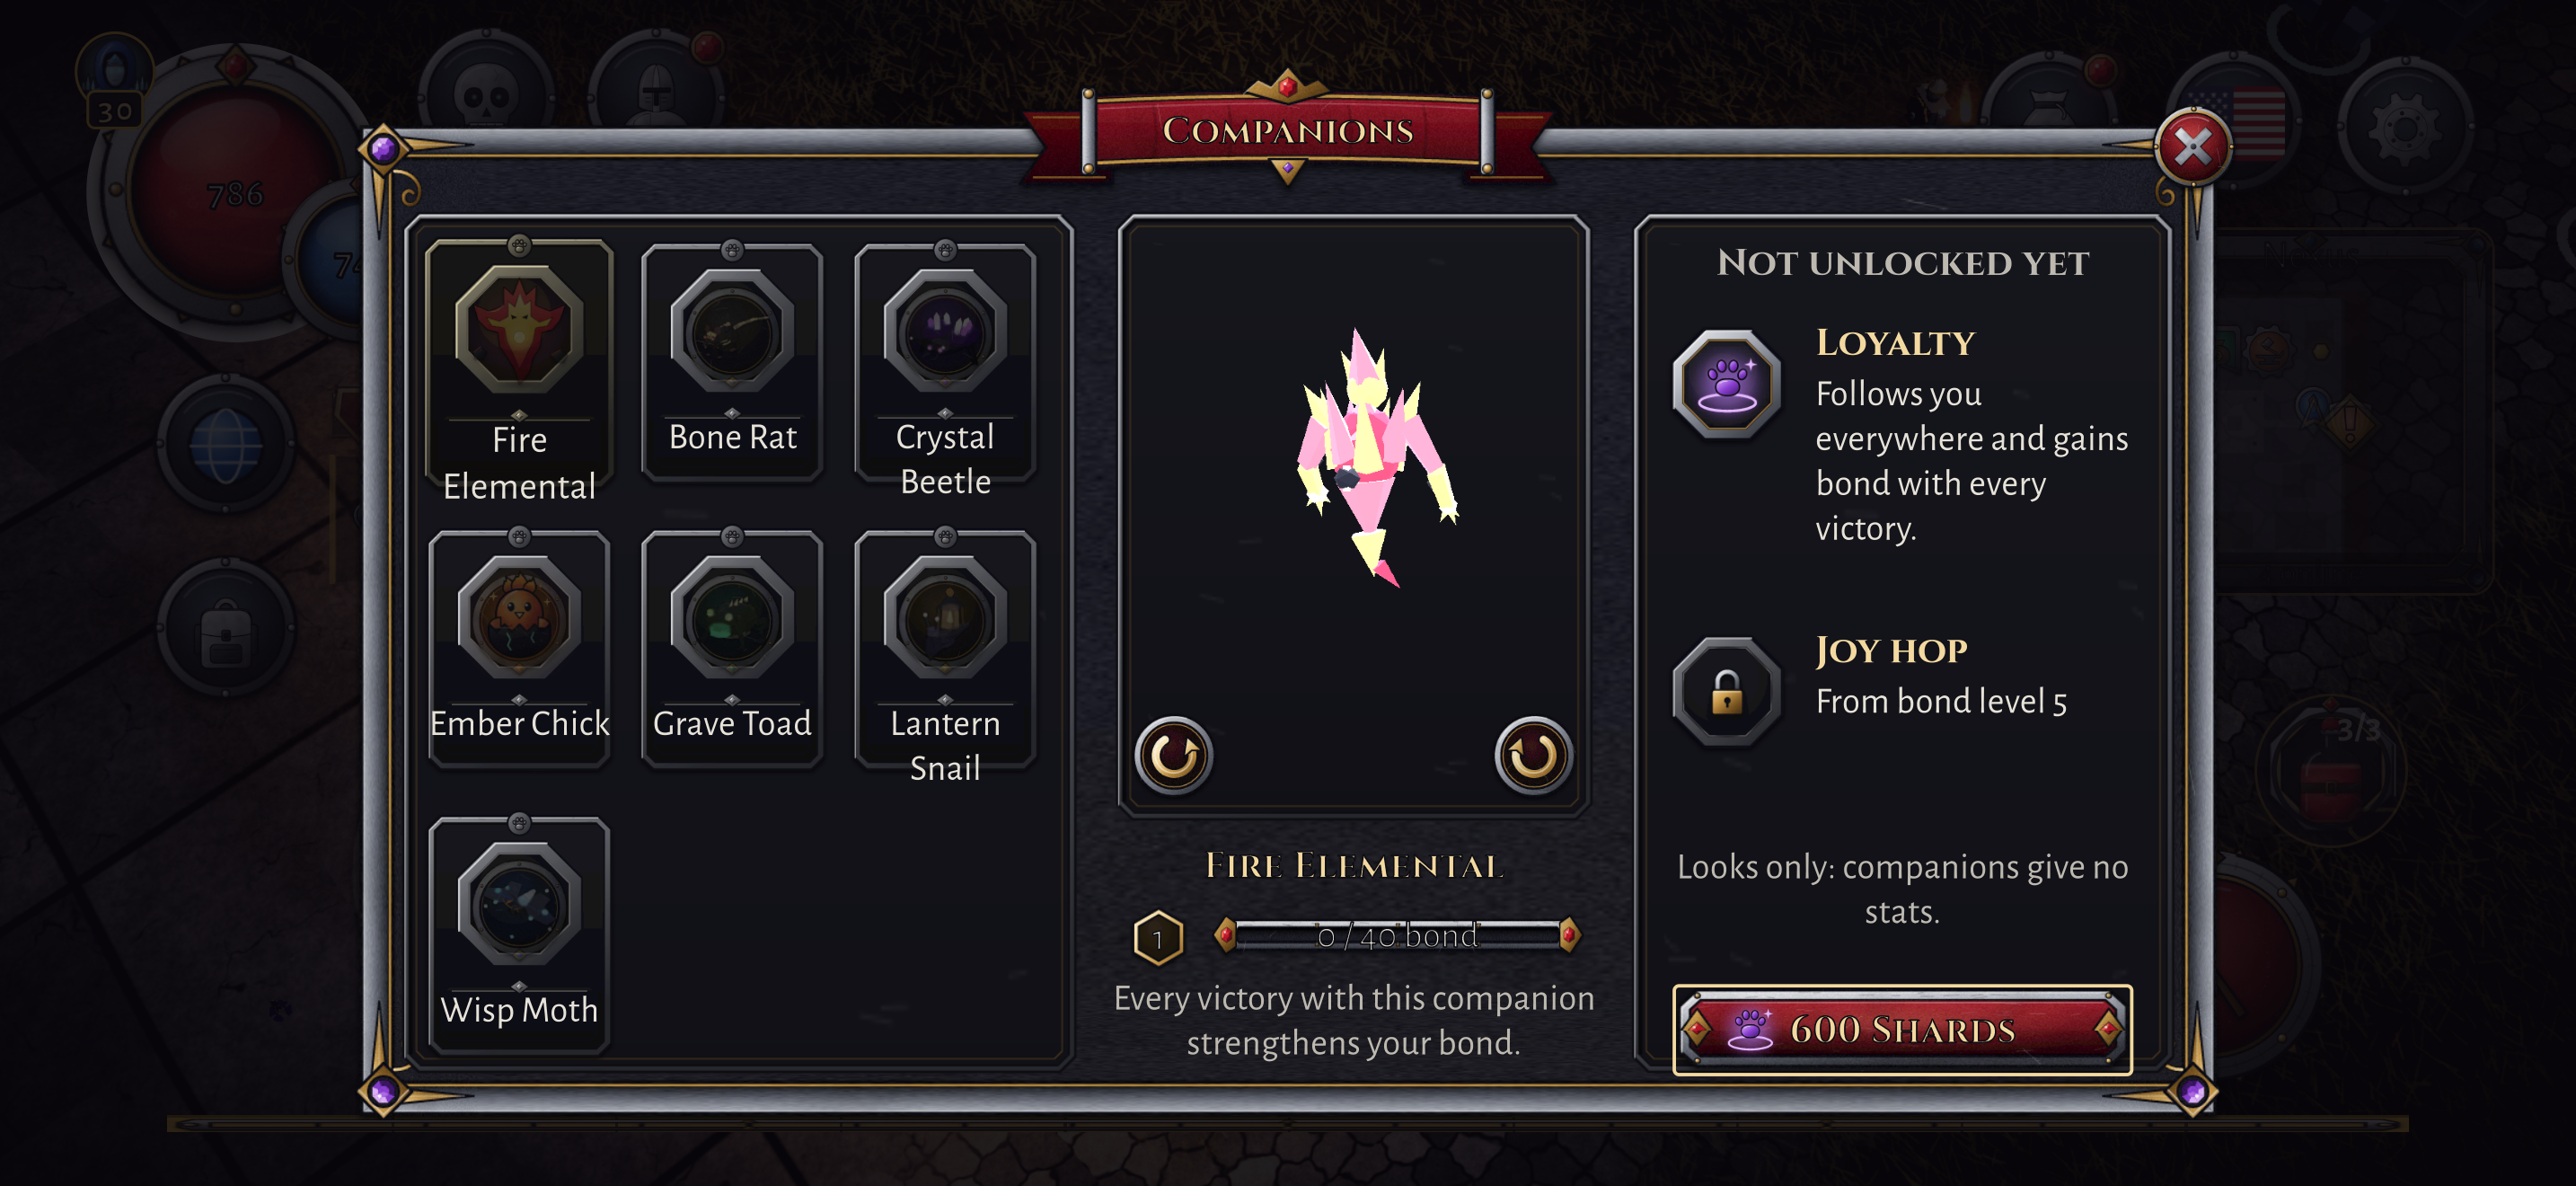 Companions
30
786
Fire
Elemental
Bone Rat
Crystal
Beetle
Ember Chick
Grave Toad
Lantern
Snail
Wisp Moth
Fire Elemental
1
0 / 40 bond
Every victory with this companion
strengthens your bond.
Not unlocked yet
Loyalty
Follows you
everywhere and gains
bond with every
victory.
Joy hop
From bond level 5
Looks only: companions give no
stats.
600 Shards
3/3